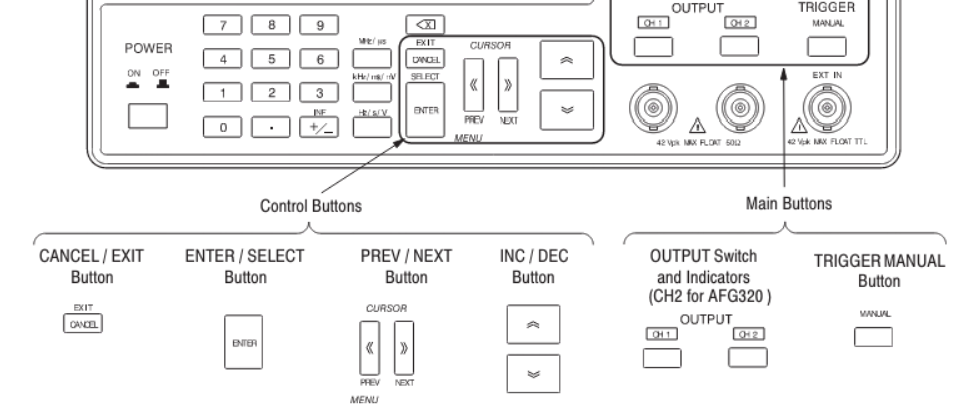 OUTPUT
TRIGGER
CH 1
CH 2
MANUAL
7 8 9
MHz/ µs
EXIT
CURSOR
POWER
CANCEL
4 5 6
ON OFF
kHz/ ms/ mV
SELECT
EXT IN
1 2 3
ENTER
INF
Hz/ s/ V
PREV NEXT
0 . +/–
MENU
42 Vpk MAX FLOAT 50Ω
42 Vpk MAX FLOAT TTL
Control Buttons
Main Buttons
CANCEL / EXIT
Button
ENTER / SELECT
Button
PREV / NEXT
Button
INC / DEC
Button
OUTPUT Switch
and Indicators
(CH2 for AFG320 )
TRIGGER MANUAL
Button
EXIT
CANCEL
ENTER
CURSOR
PREV NEXT
MENU
OUTPUT
CH 1
CH 2
MANUAL